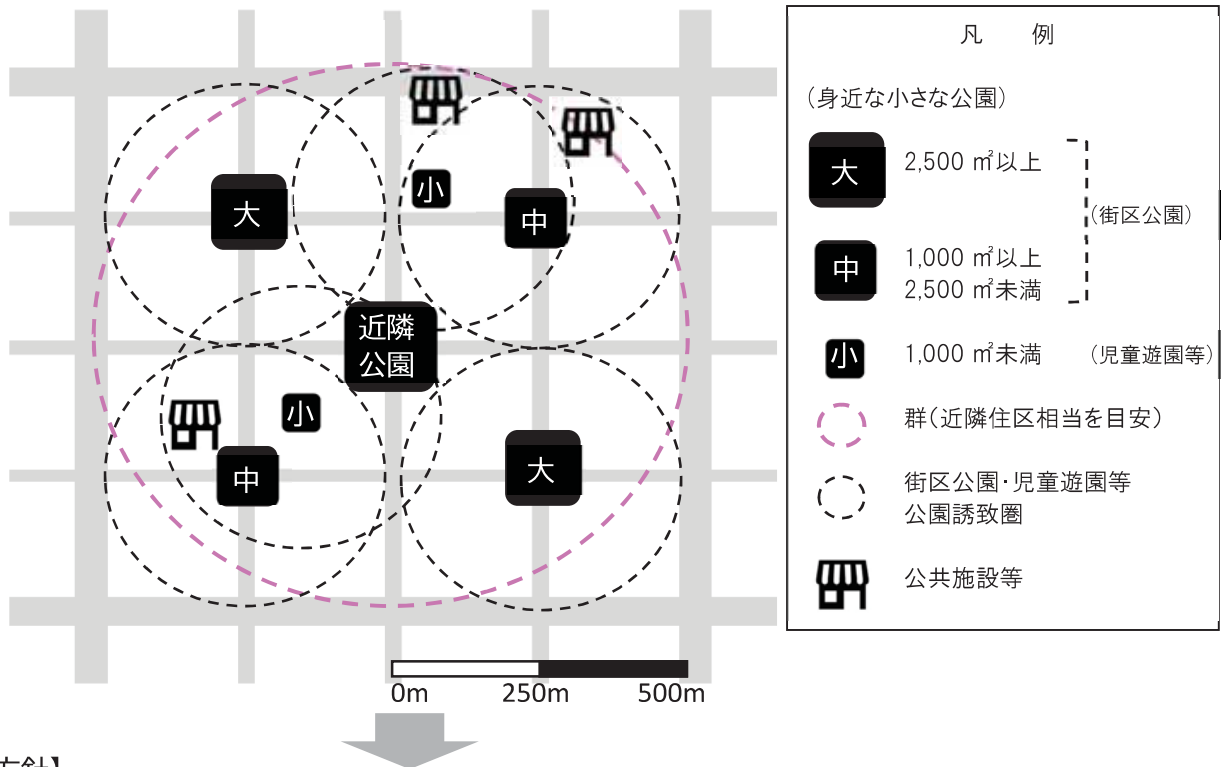 小
大
中
近隣
公園
小
中
大
0m 250m 500m
凡 例
(身近な小さな公園)
大 2,500 ㎡以上
(街区公園)
中 1,000 ㎡以上
2,500 ㎡未満
小 1,000 ㎡未満 (児童遊園等)
群(近隣住区相当を目安)
街区公園・児童遊園等
公園誘致圏
公共施設等
方針】